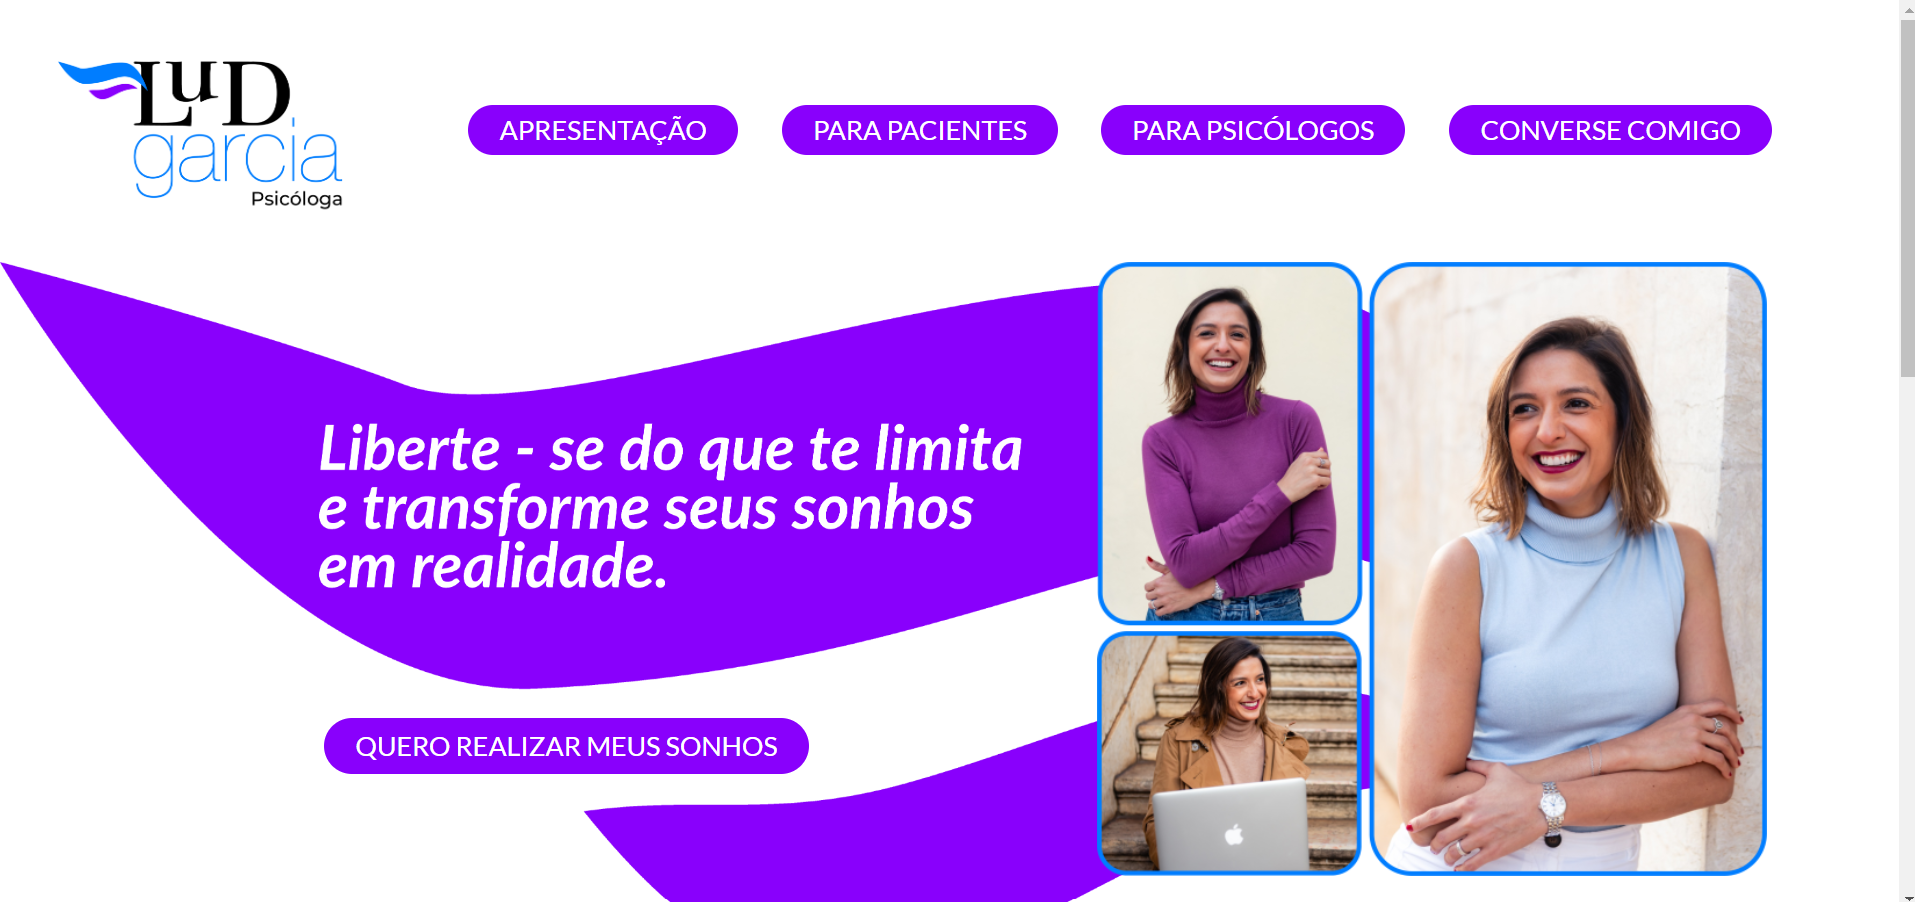 LuD
garcia
Psicóloga
APRESENTAÇÃO
PARA PACIENTES
PARA PSICÓLOGOS
CONVERSE COMIGO
Liberte - se do que te limita
e transforme seus sonhos
em realidade.
QUERO REALIZAR MEUS SONHOS